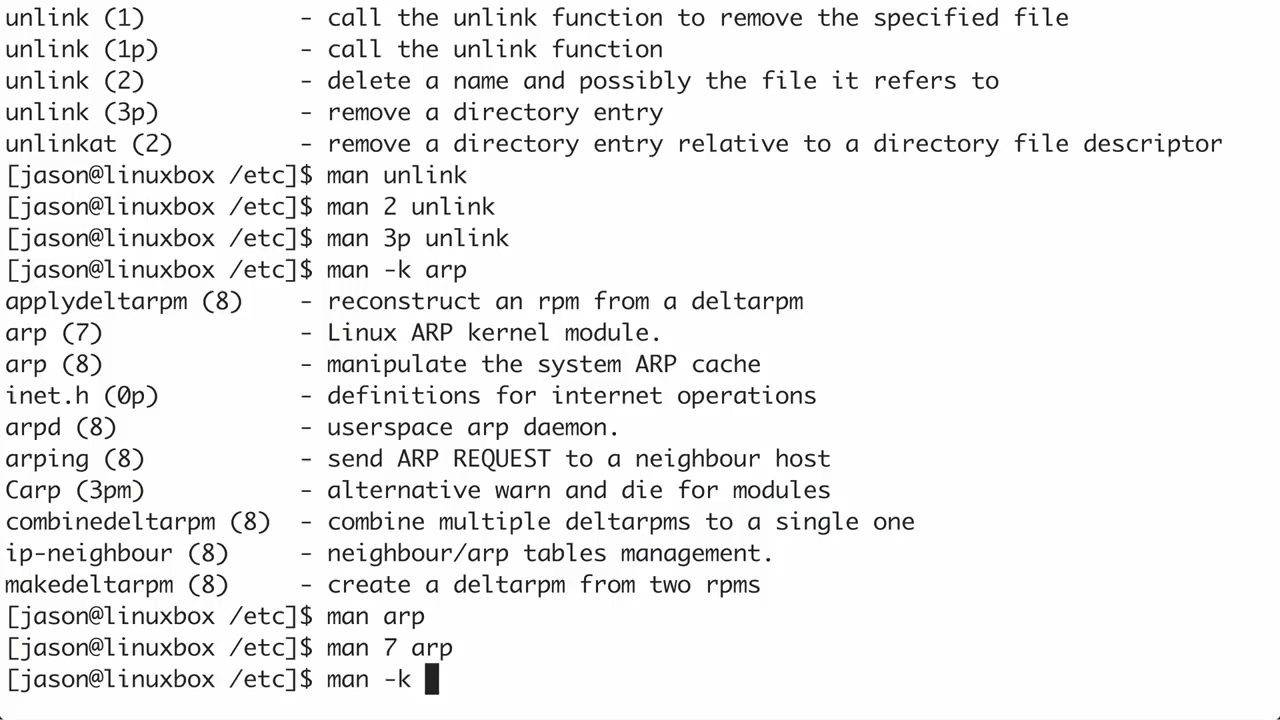 unlink (1)           - call the unlink function to remove the specified file
unlink (1p)          - call the unlink function
unlink (2)           - delete a name and possibly the file it refers to
unlink (3p)          - remove a directory entry
unlinkat (2)         - remove a directory entry relative to a directory file descriptor
[jason@linuxbox /etc]$ man unlink
[jason@linuxbox /etc]$ man 2 unlink
[jason@linuxbox /etc]$ man 3p unlink
[jason@linuxbox /etc]$ man -k arp
applydeltarpm (8)    - reconstruct an rpm from a deltarpm
arp (7)              - Linux ARP kernel module.
arp (8)              - manipulate the system ARP cache
inet.h (0p)          - definitions for internet operations
arpd (8)             - userspace arp daemon.
arping (8)           - send ARP REQUEST to a neighbour host
Carp (3pm)           - alternative warn and die for modules
combinedeltarpm (8)  - combine multiple deltarpms to a single one
ip-neighbour (8)     - neighbour/arp tables management.
makedeltarpm (8)     - create a deltarpm from two rpms
[jason@linuxbox /etc]$ man arp
[jason@linuxbox /etc]$ man 7 arp
[jason@linuxbox /etc]$ man -k